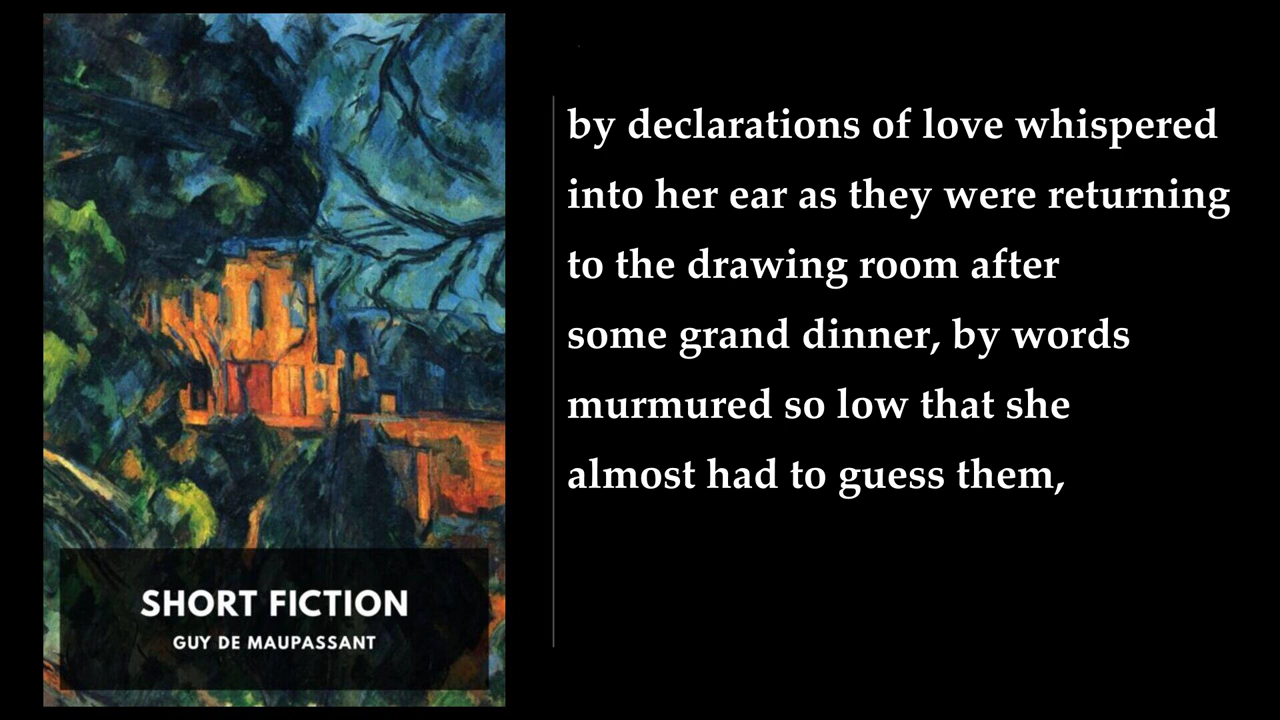 SHORT FICTION
GUY DE MAUPASSANT
by declarations of love whispered
into her ear as they were returning
to the drawing room after
some grand dinner, by words
murmured so low that she
almost had to guess them,